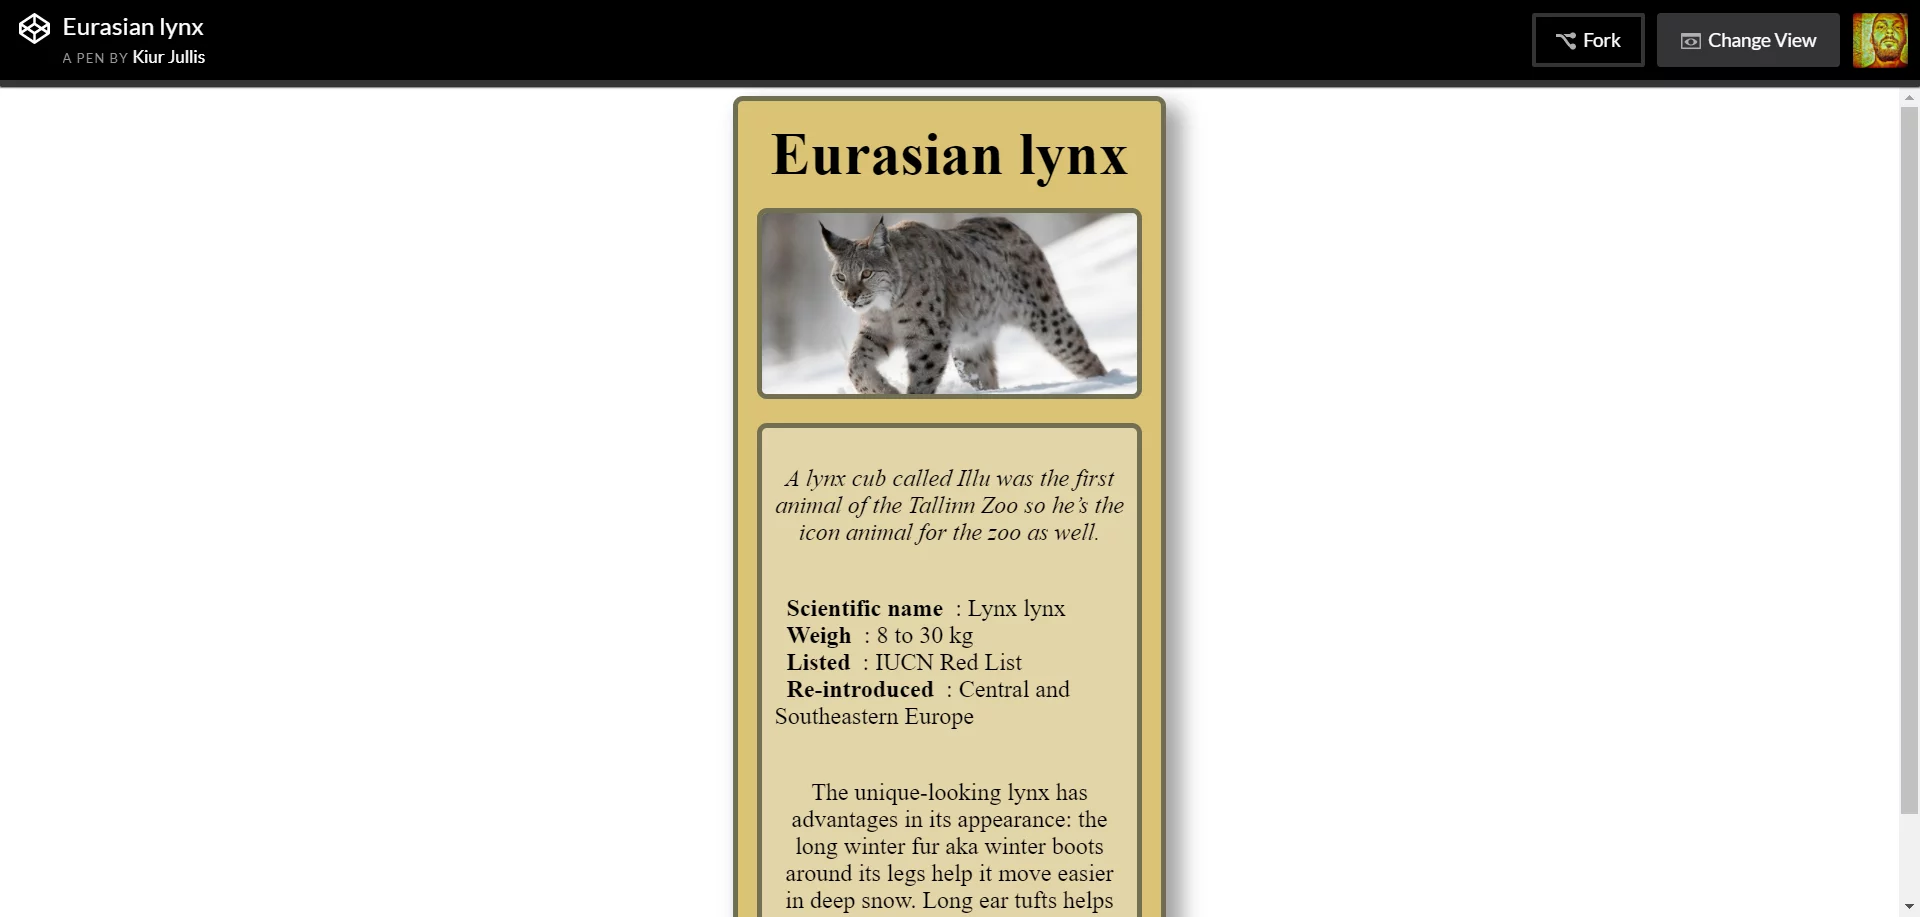 Eurasian lynx
A PEN BY Kiur Jullis
Fork
Change View
Eurasian lynx
A lynx cub called Illu was the first
animal of the Tallinn Zoo so he’s the
icon animal for the zoo as well.
Scientific name : Lynx lynx
Weigh : 8 to 30 kg
Listed : IUCN Red List
Re-introduced : Central and
Southeastern Europe
The unique-looking lynx has
advantages in its appearance: the
long winter fur aka winter boots
around its legs help it move easier
in deep snow. Long ear tufts helps